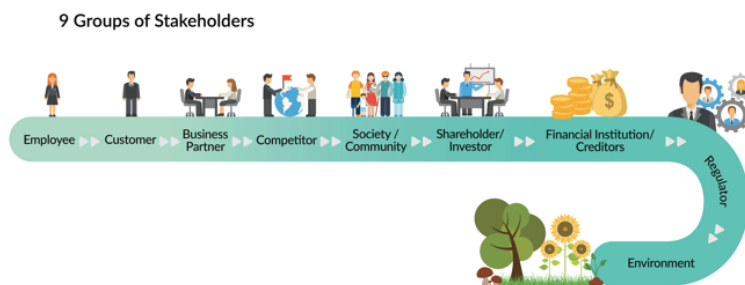 9 Groups of Stakeholders
Employee
Customer
Business
Partner
Competitor
Society /
Community
Shareholder/
Investor
Financial Institution/
Creditors
$
Regulator
Environment